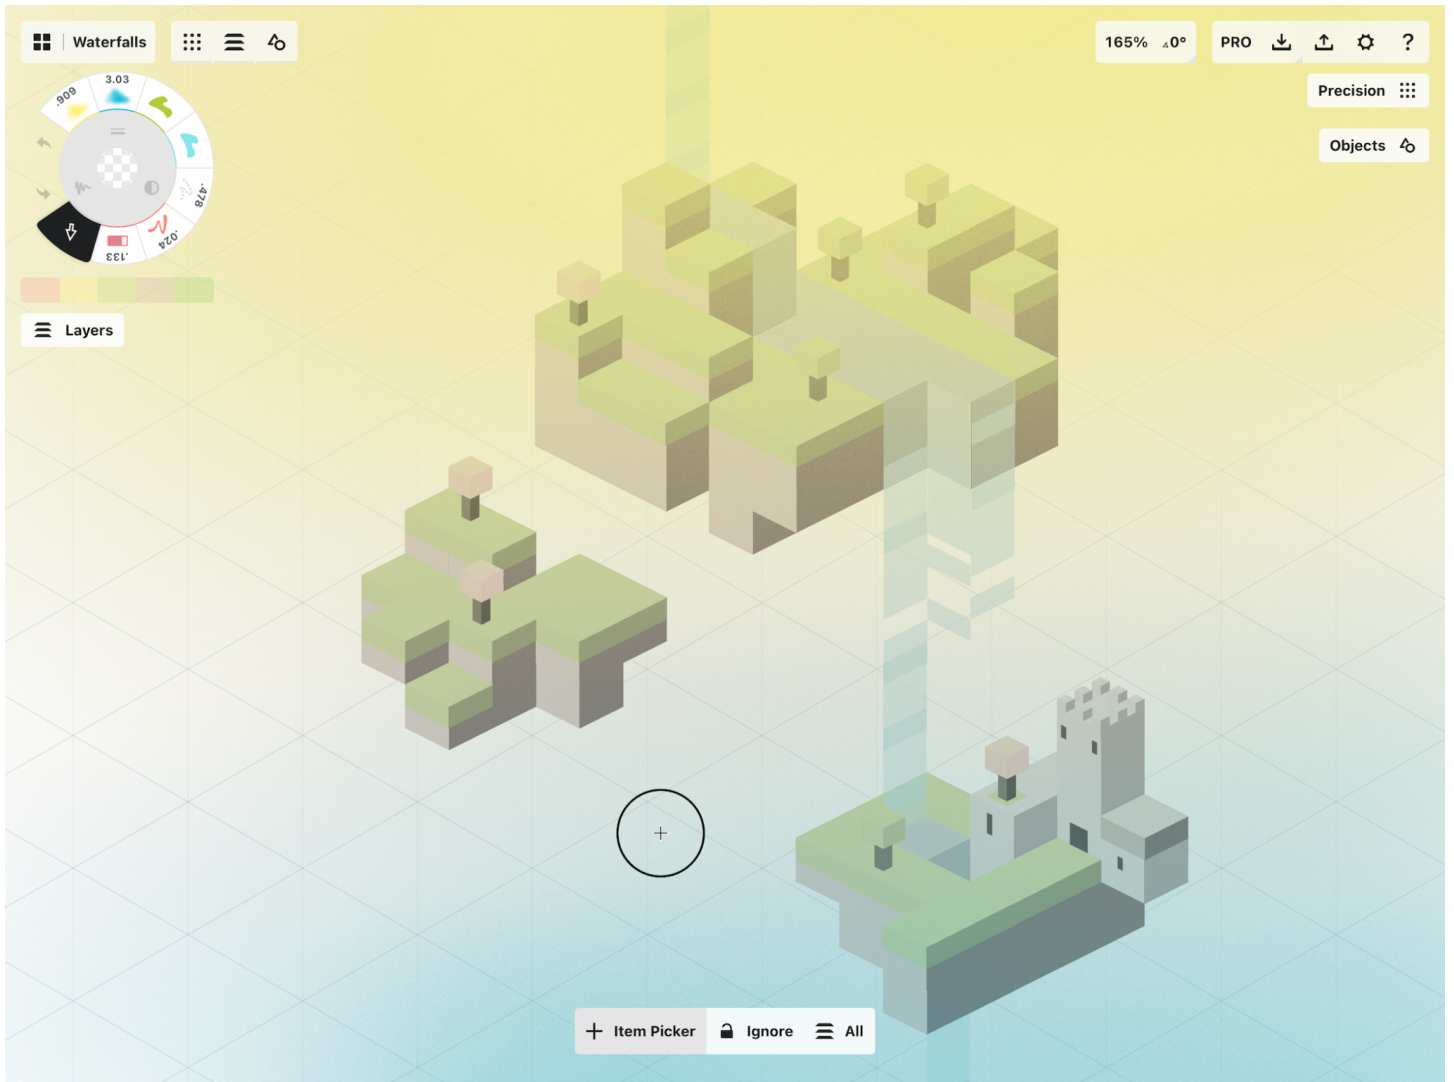 Waterfalls
165% 0°
PRO
?
Precision
Objects
.909
3.03
.478
.024
.133
Layers
Item Picker
Ignore
All